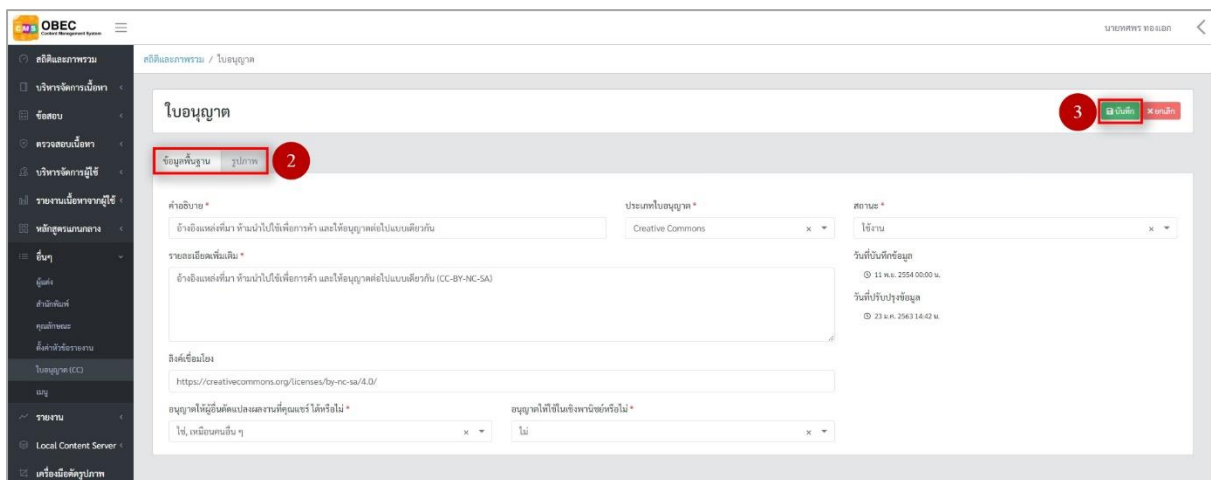 CMS OBEC
Content Management System
นายทศพร ทองเอก
สถิติและภาพรวม
บริหารจัดการเนื้อหา
ข้อสอบ
ตรวจสอบเนื้อหา
บริหารจัดการผู้ใช้
รายงานเนื้อหาจากผู้ใช้
หลักสูตรแกนกลาง
อื่นๆ
ผู้แต่ง
สำนักพิมพ์
คุณลักษณะ
ตั้งค่าหัวข้อรายงาน
ใบอนุญาต (CC)
เมนู
รายงาน
Local Content Server
เครื่องมือตัดรูปภาพ
สถิติและภาพรวม / ใบอนุญาต
ใบอนุญาต
3
บันทึก × ยกเลิก
ข้อมูลพื้นฐาน รูปภาพ
2
คำอธิบาย * ประเภทใบอนุญาต * สถานะ *
อ้างอิงแหล่งที่มา ห้ามนำไปใช้เพื่อการค้า และให้อนุญาตต่อไปแบบเดียวกัน Creative Commons × ใช้งาน ×
รายละเอียดเพิ่มเติม * วันที่บันทึกข้อมูล
อ้างอิงแหล่งที่มา ห้ามนำไปใช้เพื่อการค้า และให้อนุญาตต่อไปแบบเดียวกัน (CC-BY-NC-SA) 11 พ.ย. 2554 00:00 น.
วันที่ปรับปรุงข้อมูล
23 ม.ค. 2563 14:42 น.
ลิงค์เชื่อมโยง
https://creativecommons.org/licenses/by-nc-sa/4.0/
อนุญาตให้ผู้อื่นดัดแปลงผลงานที่คุณแชร์ ได้หรือไม่ * อนุญาตให้ใช้ในเชิงพาณิชย์หรือไม่ *
ใช่, เหมือนคนอื่น ๆ × ไม่ ×